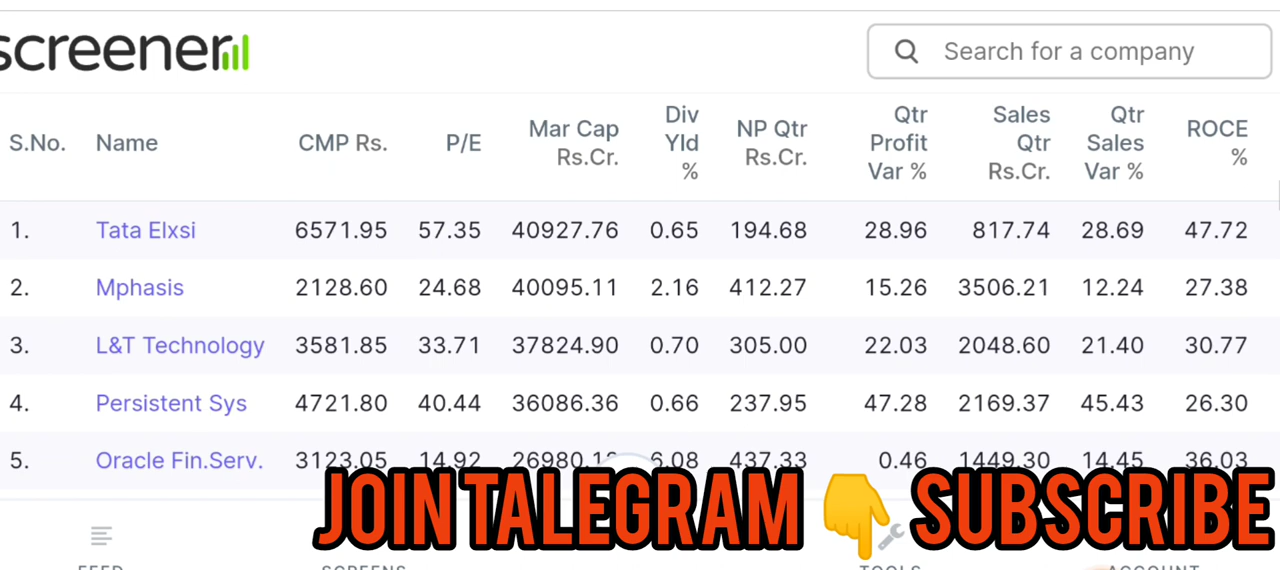 screener
Search for a company
S.No. Name CMP Rs. P/E Mar Cap Rs.Cr. Div Yld % NP Qtr Rs.Cr. Qtr Profit Var % Sales Qtr Rs.Cr. Qtr Sales Var % ROCE %
1. Tata Elxsi 6571.95 57.35 40927.76 0.65 194.68 28.96 817.74 28.69 47.72
2. Mphasis 2128.60 24.68 40095.11 2.16 412.27 15.26 3506.21 12.24 27.38
3. L&T Technology 3581.85 33.71 37824.90 0.70 305.00 22.03 2048.60 21.40 30.77
4. Persistent Sys 4721.80 40.44 36086.36 0.66 237.95 47.28 2169.37 45.43 26.30
5. Oracle Fin.Serv. 3123.05 14.92 6.08 437.33 0.46 1449.30 14.45 36.03
JOIN TALEGRAM 👇 SUBSCRIBE
FEED SCREENS TOOLS ACCOUNT